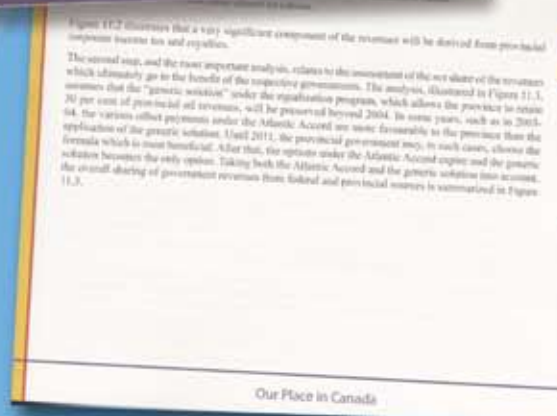 Figure 11.2 illustrates that a very significant component of the revenues will be derived from provincial
corporate income tax and royalties.
The second step, and the most important analysis, relates to the assessment of the net share of the revenues
which ultimately go to the benefit of the respective governments. The analysis, illustrated in Figure 11.3,
assumes that the "generic solution" under the equalization program, which allows the province to retain
30 per cent of provincial oil revenues, will be preserved beyond 2004. In some years, such as in 2003-
04, the various offset payments under the Atlantic Accord are more favourable to the province than the
application of the generic solution. Until 2011, the provincial government may, in such cases, choose the
formula which is most beneficial. After that, the options under the Atlantic Accord expire and the generic
solution becomes the only option. Taking both the Atlantic Accord and the generic solution into account,
the overall sharing of government revenues from federal and provincial sources is summarized in Figure
11.3.
Our Place in Canada